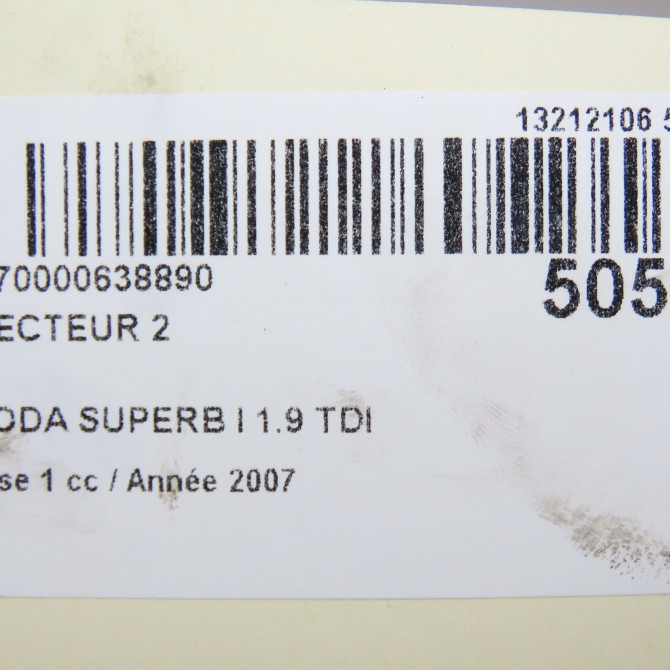 13212106 5
70000638890
505
ECTEUR 2
ODA SUPERB I 1.9 TDI
se 1 cc / Année 2007